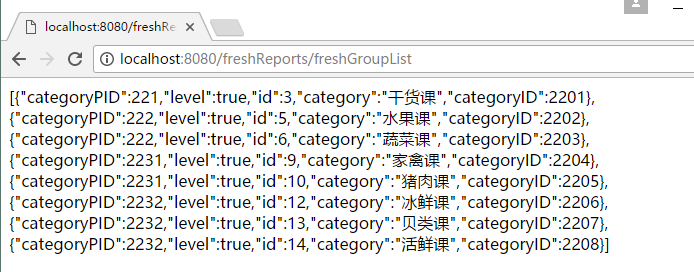 localhost:8080/freshRe
localhost:8080/freshReports/freshGroupList
[{"categoryPID":221,"level":true,"id":3,"category":"干货课","categoryID":2201},
{"categoryPID":222,"level":true,"id":5,"category":"水果课","categoryID":2202},
{"categoryPID":222,"level":true,"id":6,"category":"蔬菜课","categoryID":2203},
{"categoryPID":2231,"level":true,"id":9,"category":"家禽课","categoryID":2204},
{"categoryPID":2231,"level":true,"id":10,"category":"猪肉课","categoryID":2205},
{"categoryPID":2232,"level":true,"id":12,"category":"冰鲜课","categoryID":2206},
{"categoryPID":2232,"level":true,"id":13,"category":"贝类课","categoryID":2207},
{"categoryPID":2232,"level":true,"id":14,"category":"活鲜课","categoryID":2208}]